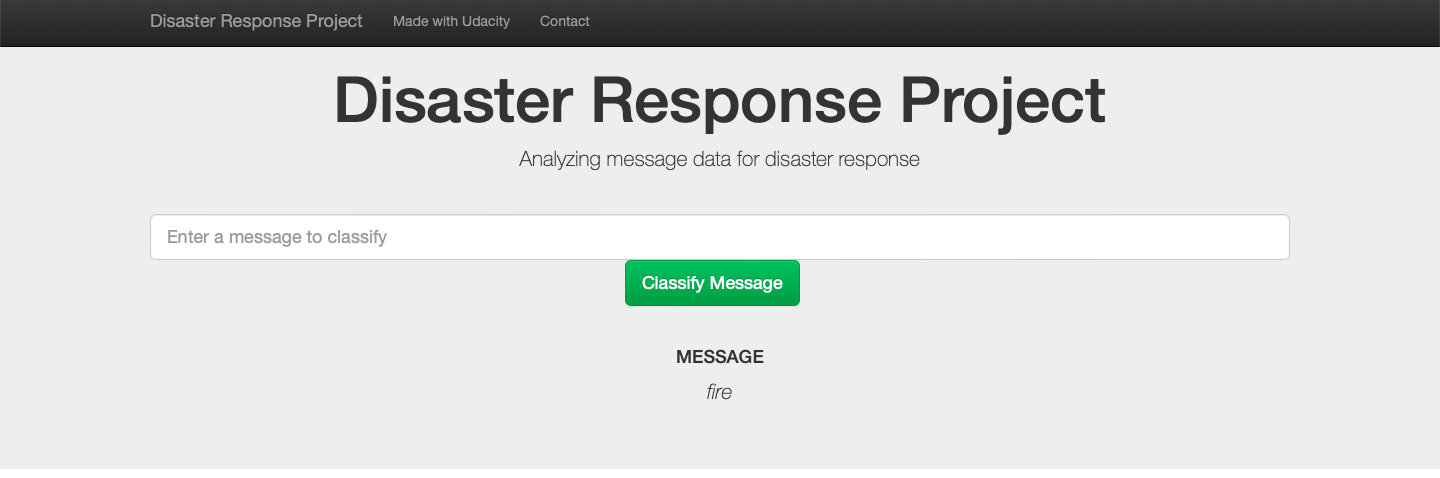 Disaster Response Project Made with Udacity Contact
Disaster Response Project
Analyzing message data for disaster response
Enter a message to classify
Classify Message
MESSAGE
fire